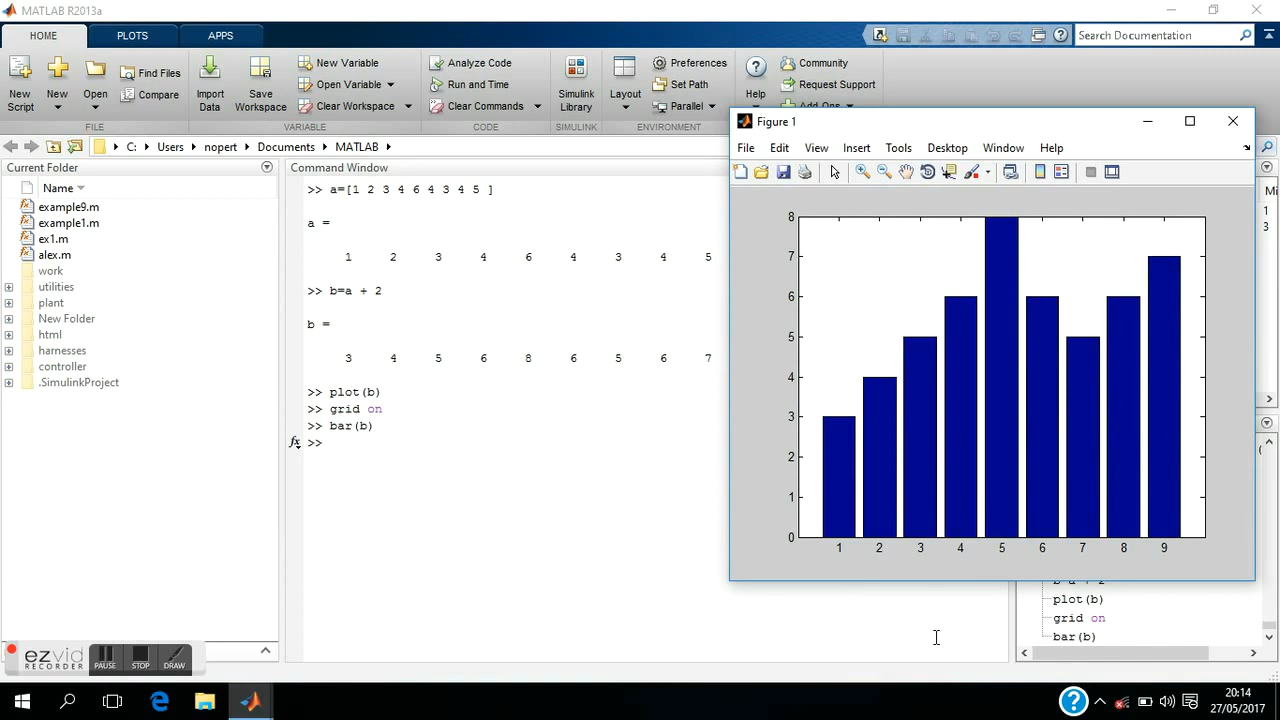 MATLAB R2013a
HOME PLOTS APPS Search Documentation
New Script New Open Find Files Compare Import Data Save Workspace New Variable Open Variable Clear Workspace Analyze Code Run and Time Clear Commands Simulink Library Layout Preferences Set Path Parallel Help Community Request Support Add-Ons
FILE VARIABLE CODE SIMULINK ENVIRONMENT
C: Users nopert Documents MATLAB
Current Folder
Name
example9.m
example1.m
ex1.m
alex.m
work
utilities
plant
New Folder
html
harnesses
controller
.SimulinkProject
Command Window
>> a=[1 2 3 4 6 4 3 4 5 ]
a =
1 2 3 4 6 4 3 4 5
>> b=a + 2
b =
3 4 5 6 8 6 5 6 7
>> plot(b)
>> grid on
>> bar(b)
fx >>
Figure 1
File Edit View Insert Tools Desktop Window Help
8
7
6
5
4
3
2
1
0
1 2 3 4 5 6 7 8 9
Mi
1
3
b=a + 2
plot(b)
grid on
bar(b)
ezvid
RECORDER
PAUSE STOP DRAW
20:14
27/05/2017